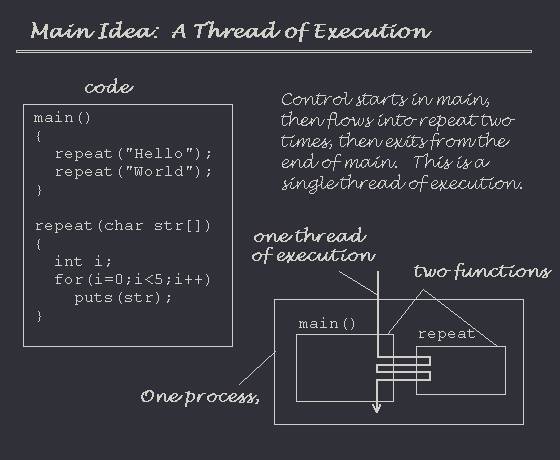 Main Idea: A Thread of Execution
code
main()
{
repeat("Hello");
repeat("World");
}
repeat(char str[])
{
int i;
for(i=0;i<5;i++)
puts(str);
}
Control starts in main,
then flows into repeat two
times, then exits from the
end of main. This is a
single thread of execution.
one thread
of execution
two functions
main()
repeat
One process,